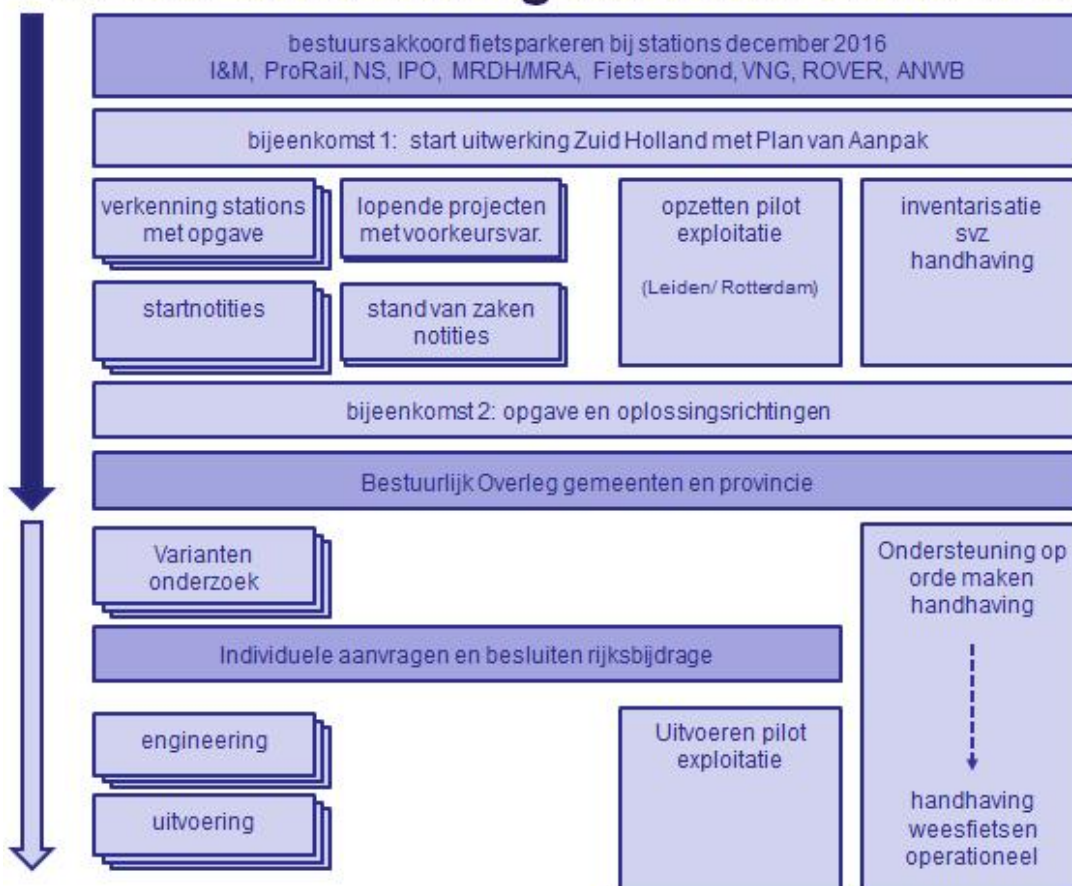 bestuursakkoord fietsparkeren bij stations december 2016
I&M, ProRail, NS, IPO, MRDH/MRA, Fietsersbond, VNG, ROVER, ANWB
bijeenkomst 1: start uitwerking Zuid Holland met Plan van Aanpak
verkenning stations
met opgave
lopende projecten
met voorkeursvar.
opzetten pilot
exploitatie
(Leiden/ Rotterdam)
inventarisatie
svz
handhaving
startnotities
stand van zaken
notities
bijeenkomst 2: opgave en oplossingsrichtingen
Bestuurlijk Overleg gemeenten en provincie
Varianten
onderzoek
Ondersteuning op
orde maken
handhaving
Individuele aanvragen en besluiten rijksbijdrage
engineering
Uitvoeren pilot
exploitatie
uitvoering
handhaving
weesfietsen
operationeel